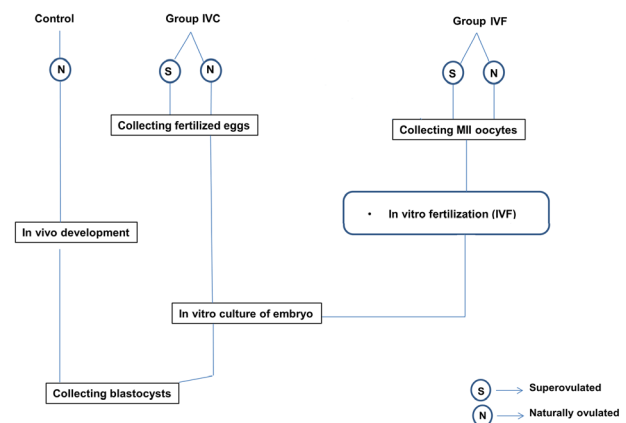 Control
Group IVC
Group IVF
N
S
N
S
N
Collecting fertilized eggs
Collecting MII oocytes
• In vitro fertilization (IVF)
In vivo development
In vitro culture of embryo
Collecting blastocysts
S Superovulated
N Naturally ovulated